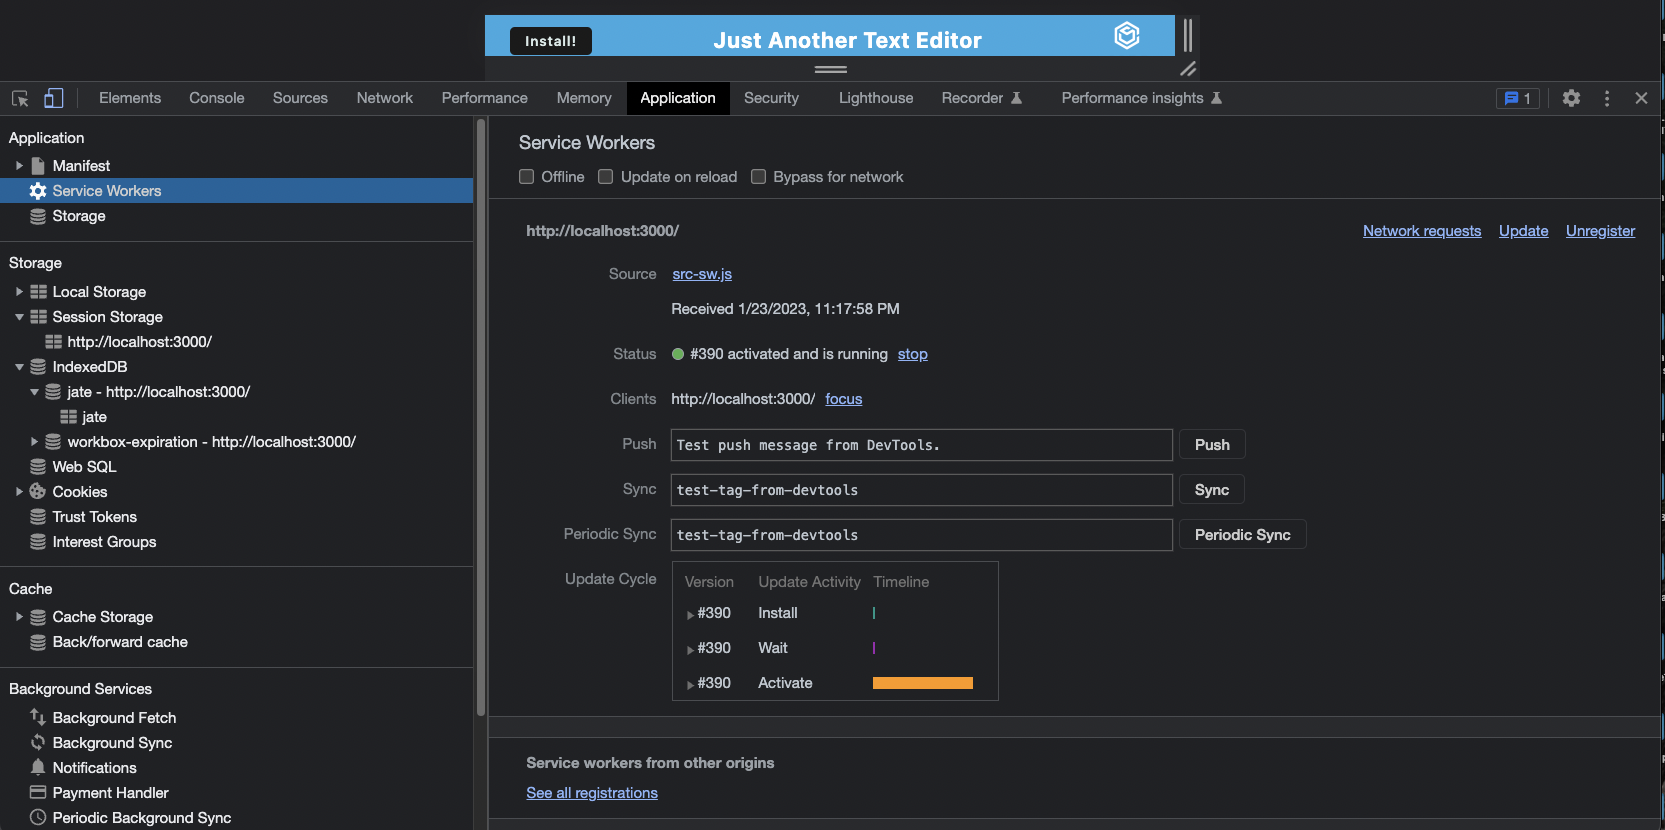 Install!
Just Another Text Editor
Elements Console Sources Network Performance Memory Application Security Lighthouse Recorder Performance insights 1
Application
Manifest
Service Workers
Storage
Storage
Local Storage
Session Storage
http://localhost:3000/
IndexedDB
jate - http://localhost:3000/
jate
workbox-expiration - http://localhost:3000/
Web SQL
Cookies
Trust Tokens
Interest Groups
Cache
Cache Storage
Back/forward cache
Background Services
Background Fetch
Background Sync
Notifications
Payment Handler
Periodic Background Sync
Service Workers
Offline Update on reload Bypass for network
http://localhost:3000/ Network requests Update Unregister
Source src-sw.js
Received 1/23/2023, 11:17:58 PM
Status #390 activated and is running stop
Clients http://localhost:3000/ focus
Push Test push message from DevTools. Push
Sync test-tag-from-devtools Sync
Periodic Sync test-tag-from-devtools Periodic Sync
Update Cycle Version Update Activity Timeline
#390 Install
#390 Wait
#390 Activate
Service workers from other origins
See all registrations